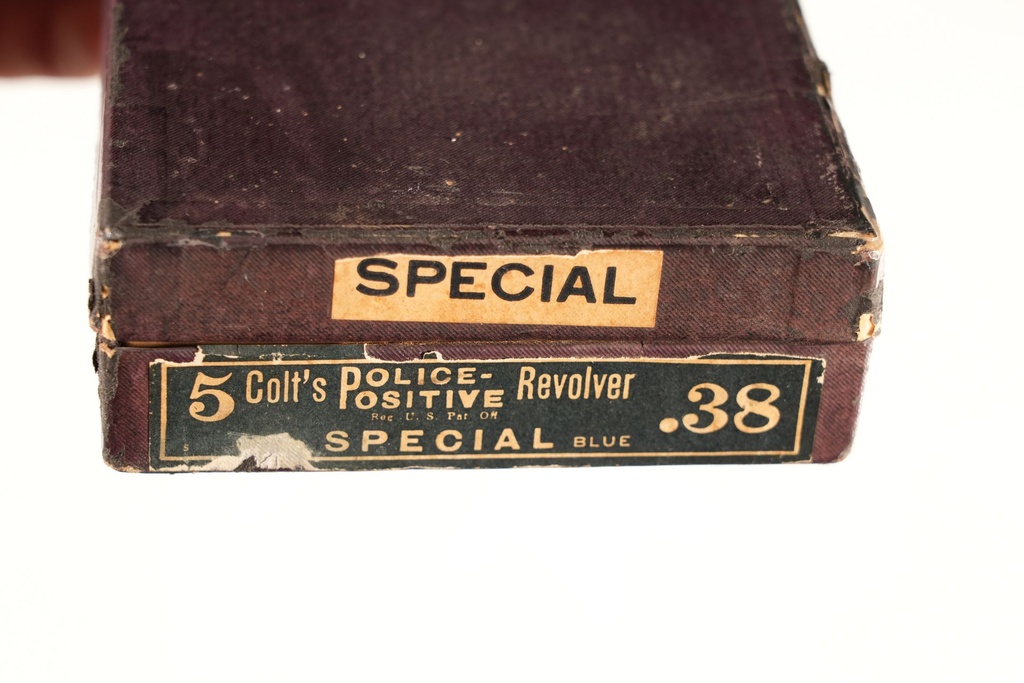 SPECIAL
5 Colt's POLICE-POSITIVE Revolver .38
Reg. U. S. Pat. Off
SPECIAL BLUE